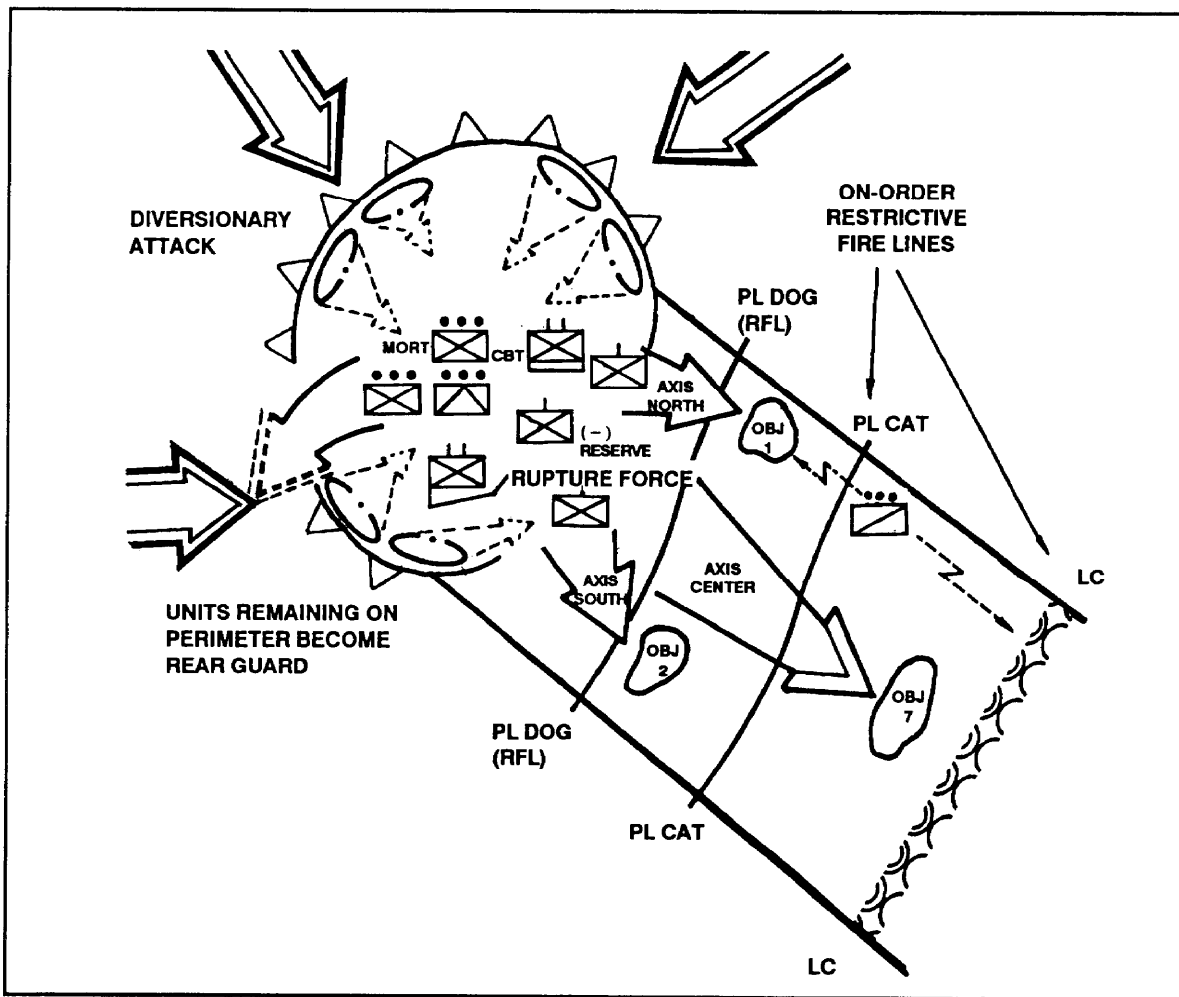 DIVERSIONARY
ATTACK
ON-ORDER
RESTRICTIVE
FIRE LINES
PL DOG
(RFL)
MORT
CBT
AXIS
NORTH
OBJ
1
PL CAT
(–)
RESERVE
RUPTURE FORCE
AXIS
SOUTH
AXIS
CENTER
LC
UNITS REMAINING ON
PERIMETER BECOME
REAR GUARD
OBJ
2
OBJ
7
PL DOG
(RFL)
PL CAT
LC